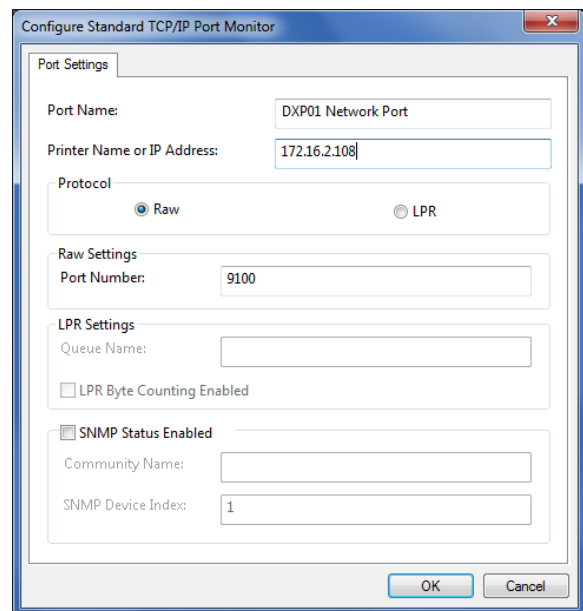 Configure Standard TCP/IP Port Monitor
Port Settings
Port Name: DXP01 Network Port
Printer Name or IP Address: 172.16.2.108
Protocol
Raw LPR
Raw Settings
Port Number: 9100
LPR Settings
Queue Name:
LPR Byte Counting Enabled
SNMP Status Enabled
Community Name:
SNMP Device Index: 1
OK Cancel